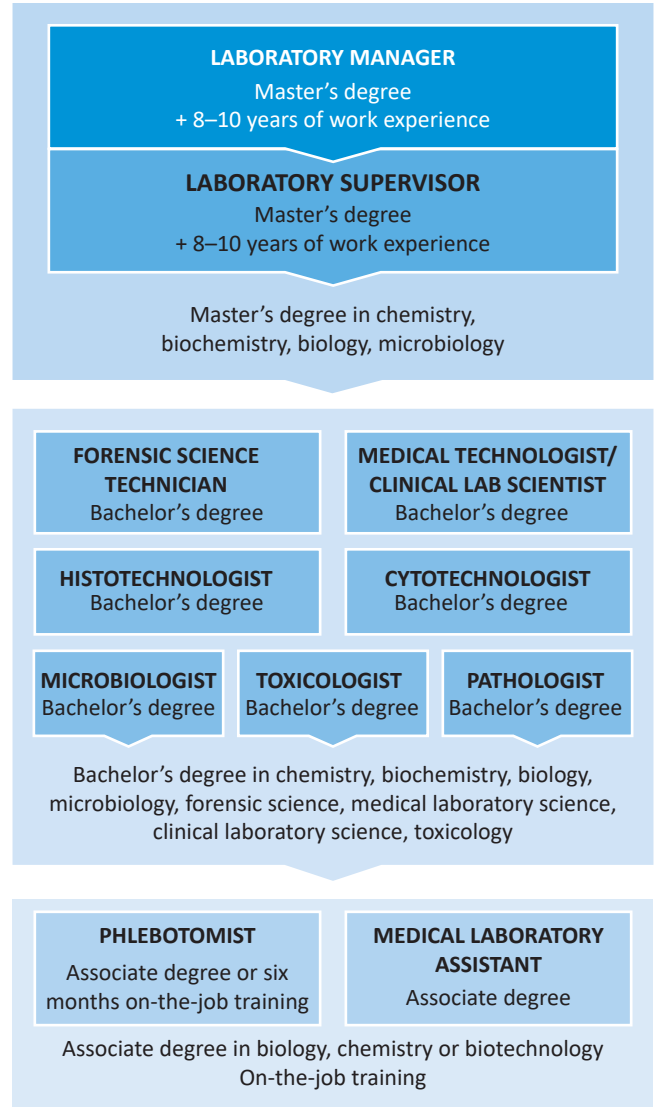 LABORATORY MANAGER
Master’s degree
+ 8–10 years of work experience
LABORATORY SUPERVISOR
Master’s degree
+ 8–10 years of work experience
Master’s degree in chemistry,
biochemistry, biology, microbiology
FORENSIC SCIENCE
TECHNICIAN
Bachelor’s degree
MEDICAL TECHNOLOGIST/
CLINICAL LAB SCIENTIST
Bachelor’s degree
HISTOTECHNOLOGIST
Bachelor’s degree
CYTOTECHNOLOGIST
Bachelor’s degree
MICROBIOLOGIST
Bachelor’s degree
TOXICOLOGIST
Bachelor’s degree
PATHOLOGIST
Bachelor’s degree
Bachelor’s degree in chemistry, biochemistry, biology,
microbiology, forensic science, medical laboratory science,
clinical laboratory science, toxicology
PHLEBOTOMIST
Associate degree or six
months on-the-job training
MEDICAL LABORATORY
ASSISTANT
Associate degree
Associate degree in biology, chemistry or biotechnology
On-the-job training